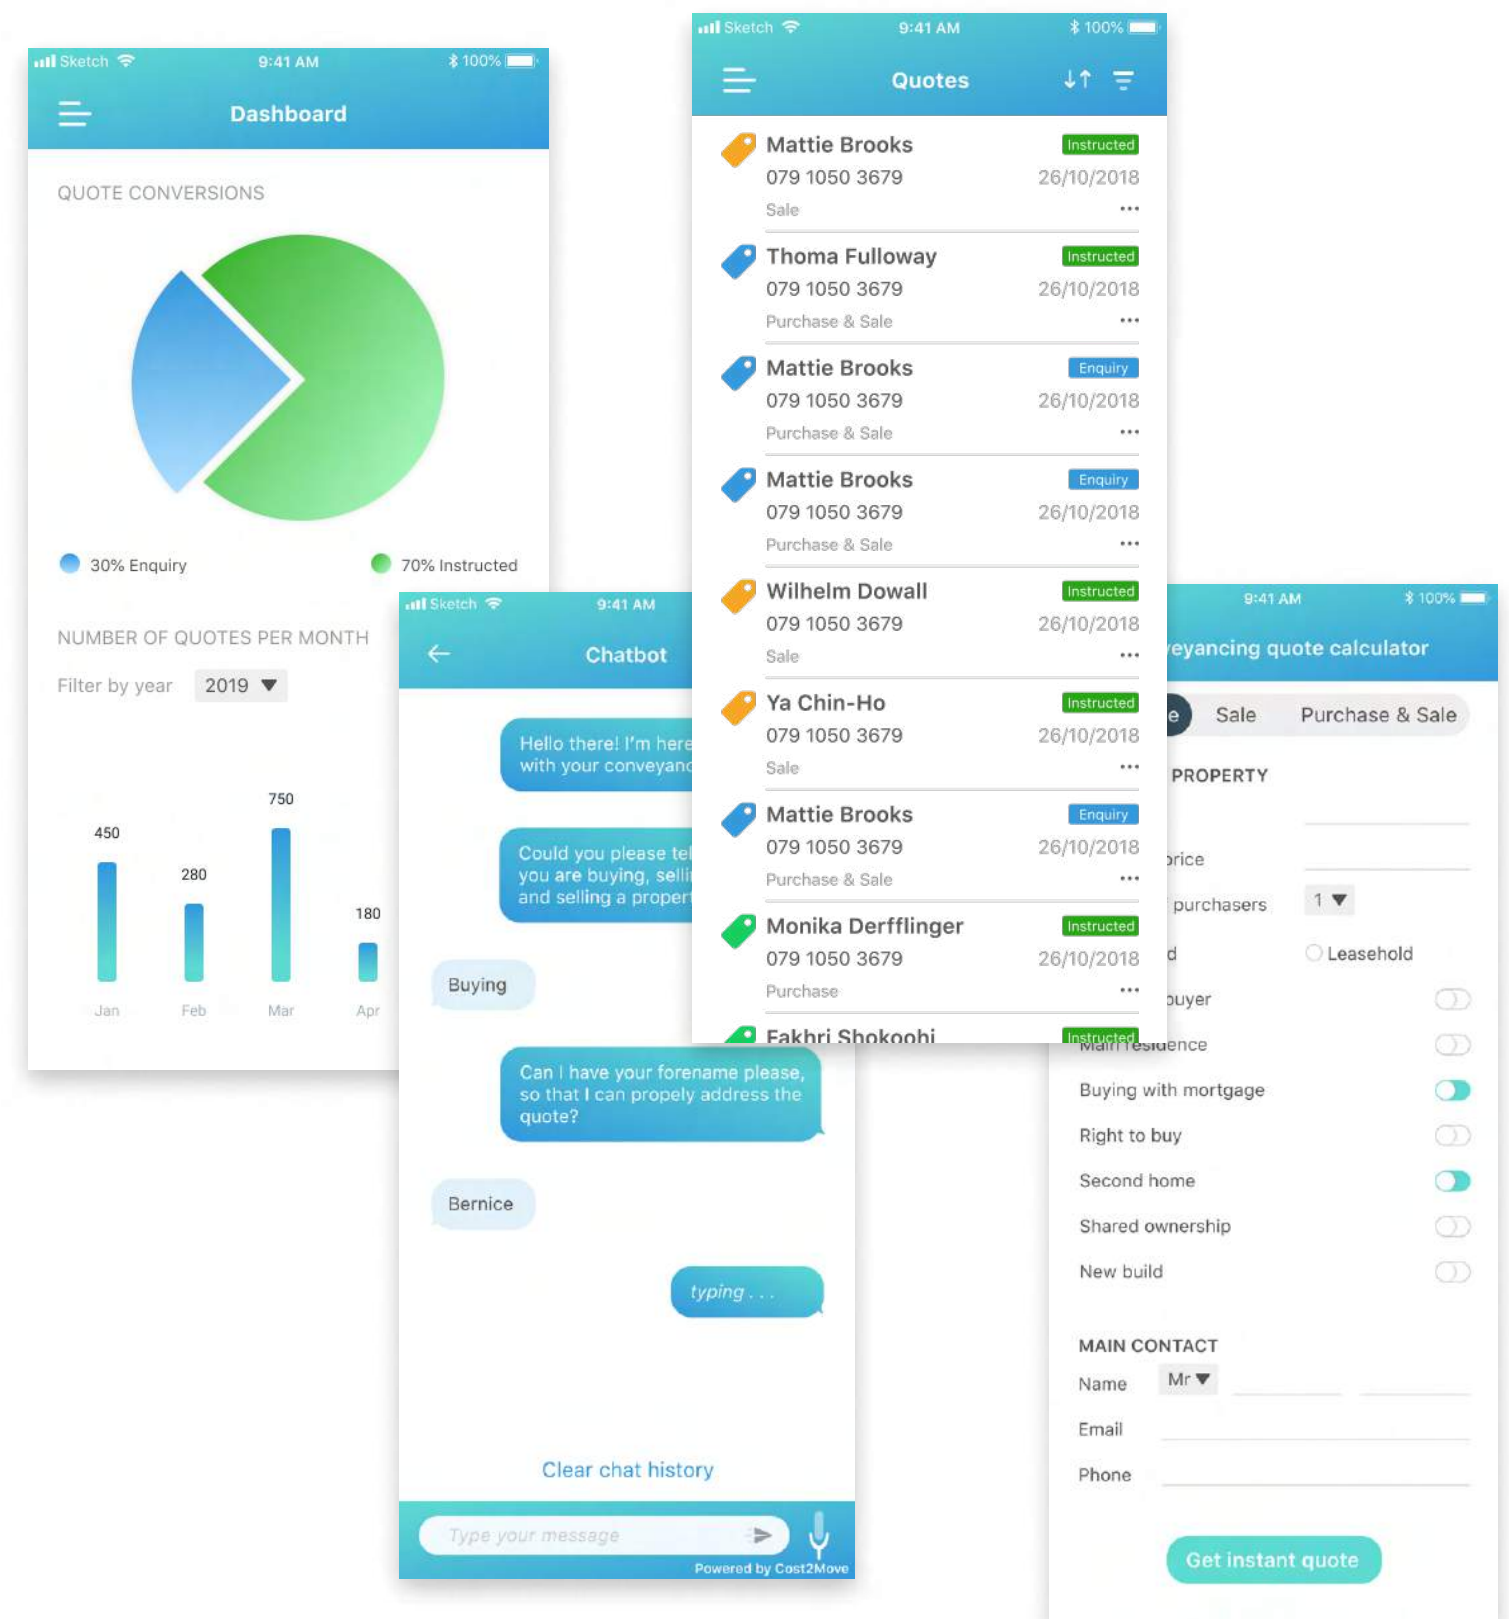 Sketch 9:41 AM 100%
Dashboard
QUOTE CONVERSIONS
30% Enquiry 70% Instructed
NUMBER OF QUOTES PER MONTH
Filter by year 2019
450 280 750 180
Jan Feb Mar Apr
Sketch 9:41 AM
Chatbot
Hello there! I'm here
with your conveyanc
Could you please tel
you are buying, selli
and selling a propert
Buying
Can I have your forename please,
so that I can propely address the
quote?
Bernice
typing . . .
Clear chat history
Type your message
Powered by Cost2Move
Sketch 9:41 AM 100%
Quotes
Mattie Brooks Instructed
079 1050 3679 26/10/2018
Sale
Thoma Fulloway Instructed
079 1050 3679 26/10/2018
Purchase & Sale
Mattie Brooks Enquiry
079 1050 3679 26/10/2018
Purchase & Sale
Mattie Brooks Enquiry
079 1050 3679 26/10/2018
Purchase & Sale
Wilhelm Dowall Instructed
079 1050 3679 26/10/2018
Sale
Ya Chin-Ho Instructed
079 1050 3679 26/10/2018
Sale
Mattie Brooks Enquiry
079 1050 3679 26/10/2018
Purchase & Sale
Monika Derfflinger Instructed
079 1050 3679 26/10/2018
Purchase
Fakhri Shokoohi Instructed
9:41 AM 100%
eyancing quote calculator
e Sale Purchase & Sale
PROPERTY
price
purchasers 1
d Leasehold
buyer
Main residence
Buying with mortgage
Right to buy
Second home
Shared ownership
New build
MAIN CONTACT
Name Mr
Email
Phone
Get instant quote